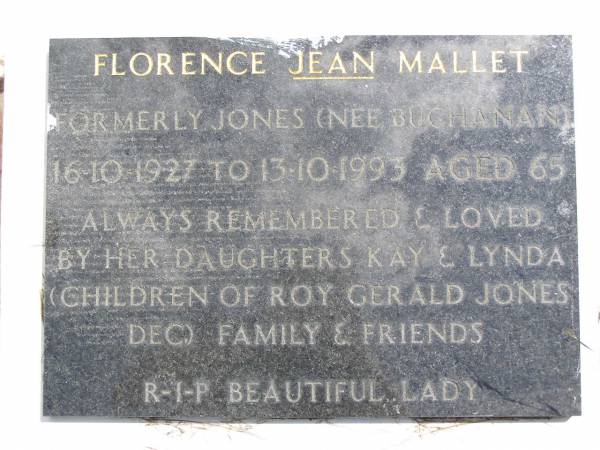 FLORENCE JEAN MALLET
FORMERLY JONES (NEE BUCHANAN)
16·10·1927 TO 13·10·1993 AGED 65
ALWAYS REMEMBERED & LOVED
BY HER DAUGHTERS KAY & LYNDA
(CHILDREN OF ROY GERALD JONES
DEC) FAMILY & FRIENDS
R-I-P BEAUTIFUL LADY